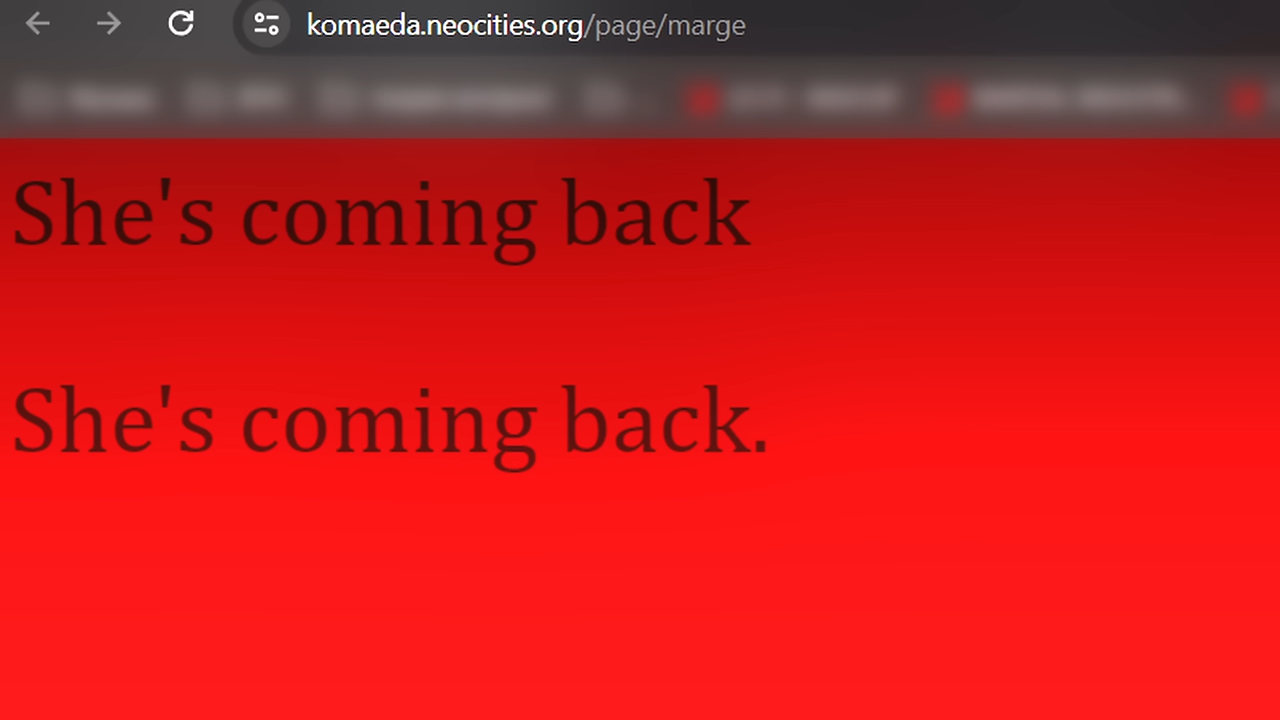 komaeda.neocities.org/page/marge
She's coming back
She's coming back.